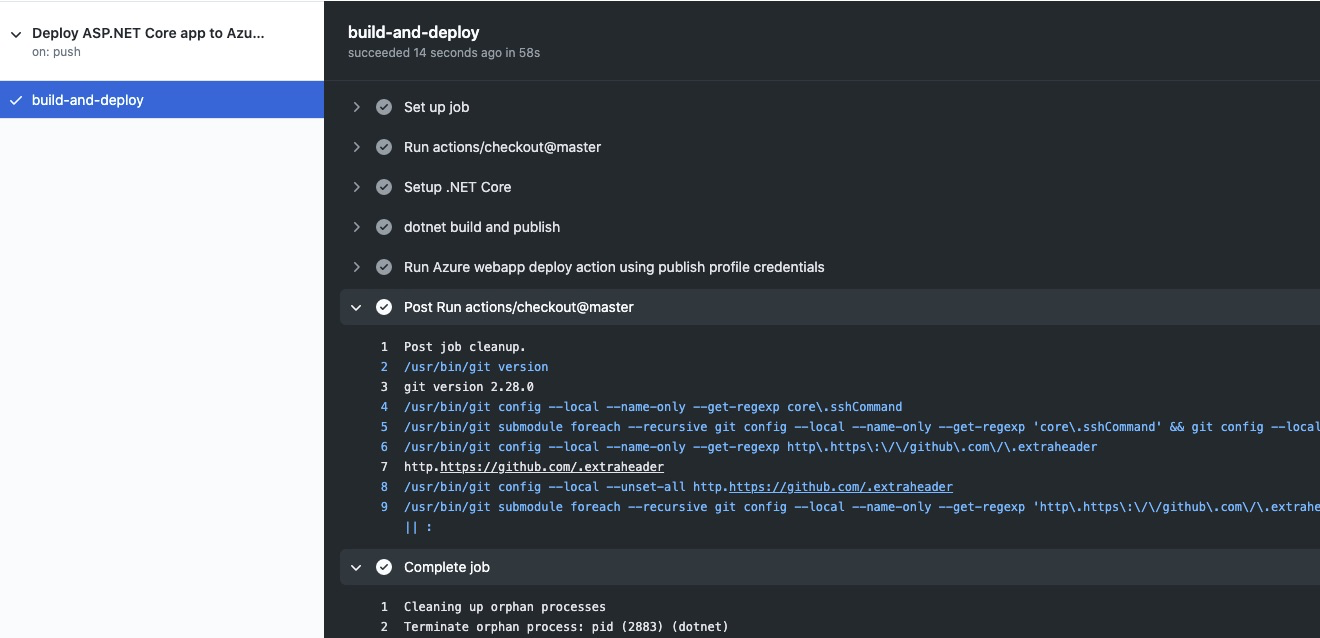 Deploy ASP.NET Core app to Azu...
on: push
build-and-deploy
build-and-deploy
succeeded 14 seconds ago in 58s
Set up job
Run actions/checkout@master
Setup .NET Core
dotnet build and publish
Run Azure webapp deploy action using publish profile credentials
Post Run actions/checkout@master
1 Post job cleanup.
2 /usr/bin/git version
3 git version 2.28.0
4 /usr/bin/git config --local --name-only --get-regexp core\.sshCommand
5 /usr/bin/git submodule foreach --recursive git config --local --name-only --get-regexp 'core\.sshCommand' && git config --local
6 /usr/bin/git config --local --name-only --get-regexp http\.https\:\/\/github\.com\/\.extraheader
7 http.https://github.com/.extraheader
8 /usr/bin/git config --local --unset-all http.https://github.com/.extraheader
9 /usr/bin/git submodule foreach --recursive git config --local --name-only --get-regexp 'http\.https\:\/\/github\.com\/\.extrahe
|| :
Complete job
1 Cleaning up orphan processes
2 Terminate orphan process: pid (2883) (dotnet)